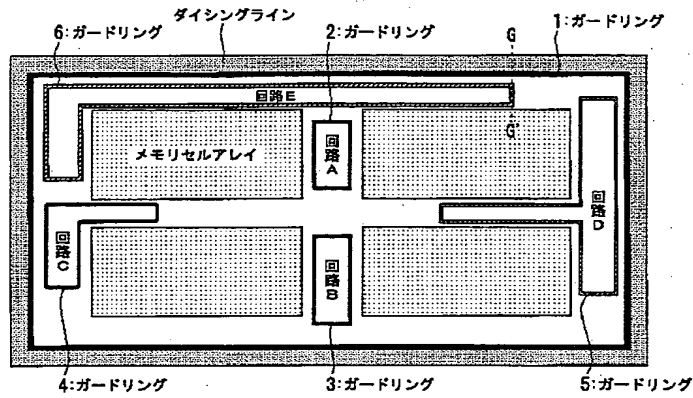 ダイシングライン
6:ガードリング
2:ガードリング
G
1:ガードリング
回路E
G'
メモリセルアレイ
回路A
回路D
回路C
回路B
4:ガードリング
3:ガードリング
5:ガードリング